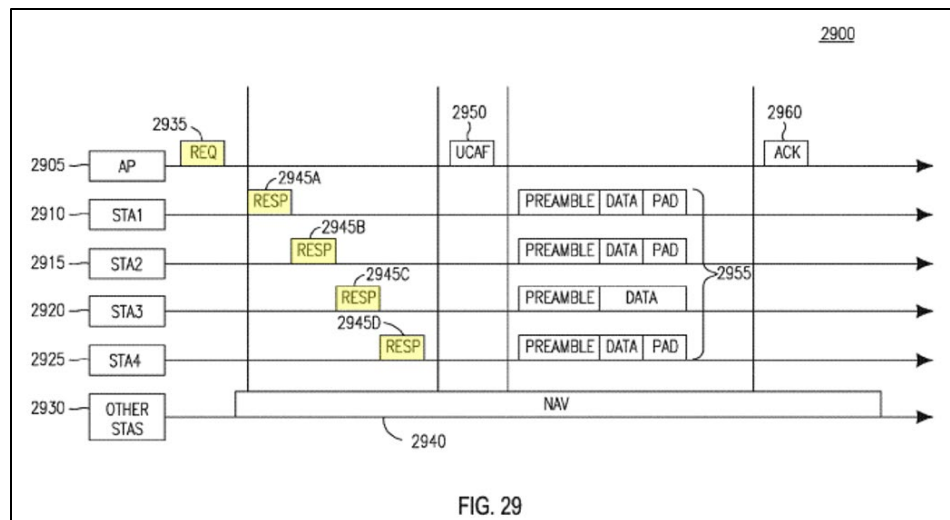 2900
2935
2950
2960
2905 AP REQ UCAF ACK
2945A
2910 STA1 RESP PREAMBLE DATA PAD
2945B
2915 STA2 RESP PREAMBLE DATA PAD
2955
2945C
2920 STA3 RESP PREAMBLE DATA
2945D
2925 STA4 RESP PREAMBLE DATA PAD
2930 OTHER STAS NAV
2940
FIG. 29